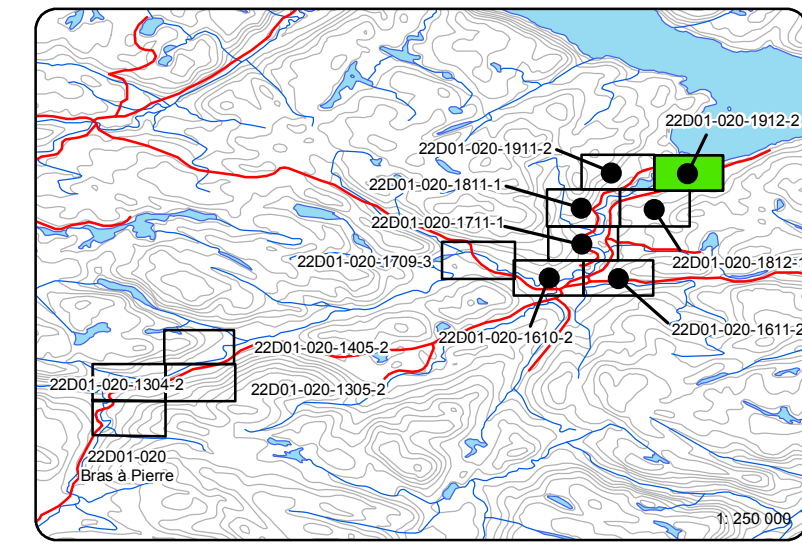 22D01-020-1912-2
22D01-020-1911-2
22D01-020-1811-1
22D01-020-1711-1
22D01-020-1709-3
22D01-020-1812-1
22D01-020-1611-2
22D01-020-1610-2
22D01-020-1405-2
22D01-020-1304-2
22D01-020-1305-2
22D01-020
Bras à Pierre
1: 250 000